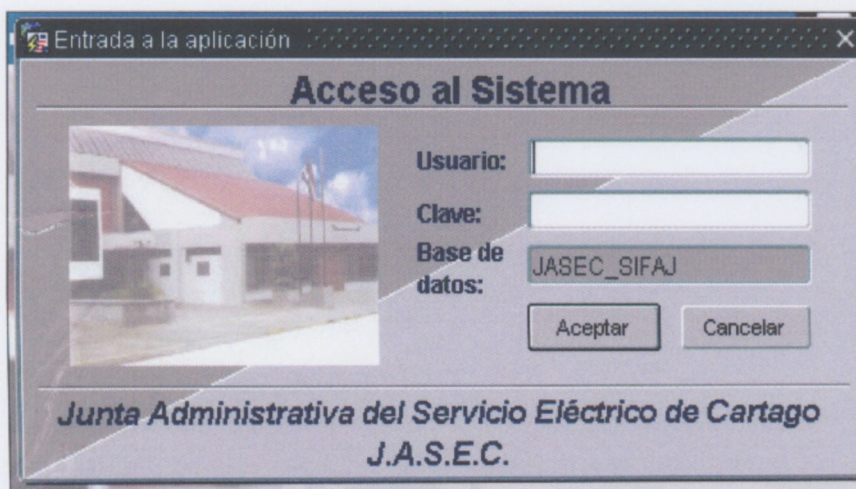 Entrada a la aplicación
Acceso al Sistema
Usuario:
Clave:
Base de datos:
JASEC_SIFAJ
Aceptar
Cancelar
Junta Administrativa del Servicio Eléctrico de Cartago
J.A.S.E.C.